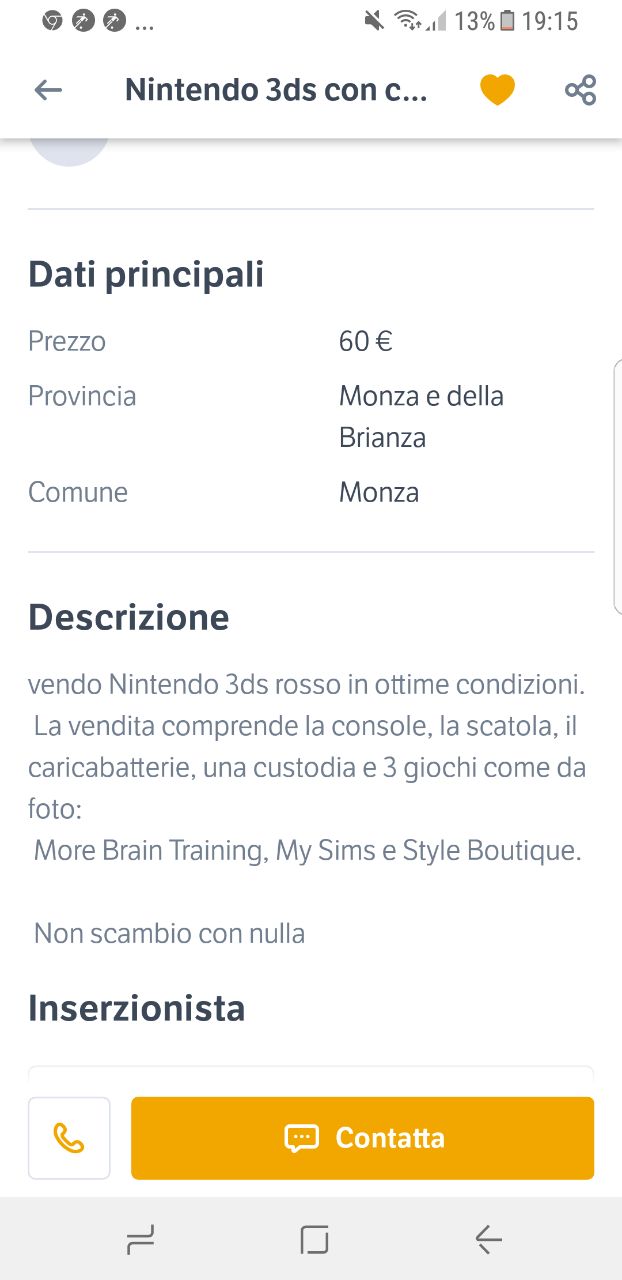 ... 13% 19:15
Nintendo 3ds con c...
Dati principali
Prezzo 60 €
Provincia Monza e della
Brianza
Comune Monza
Descrizione
vendo Nintendo 3ds rosso in ottime condizioni.
La vendita comprende la console, la scatola, il
caricabatterie, una custodia e 3 giochi come da
foto:
More Brain Training, My Sims e Style Boutique.
Non scambio con nulla
Inserzionista
Contatta